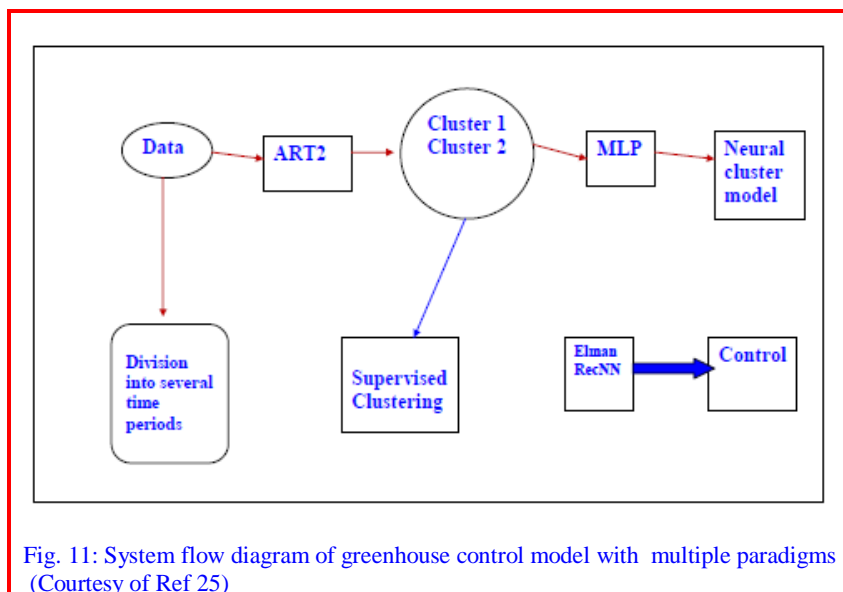 Data
ART2
Cluster 1
Cluster 2
MLP
Neural
cluster
model
Division
into several
time
periods
Supervised
Clustering
Elman
RecNN
Control
Fig. 11: System flow diagram of greenhouse control model with multiple paradigms
(Courtesy of Ref 25)